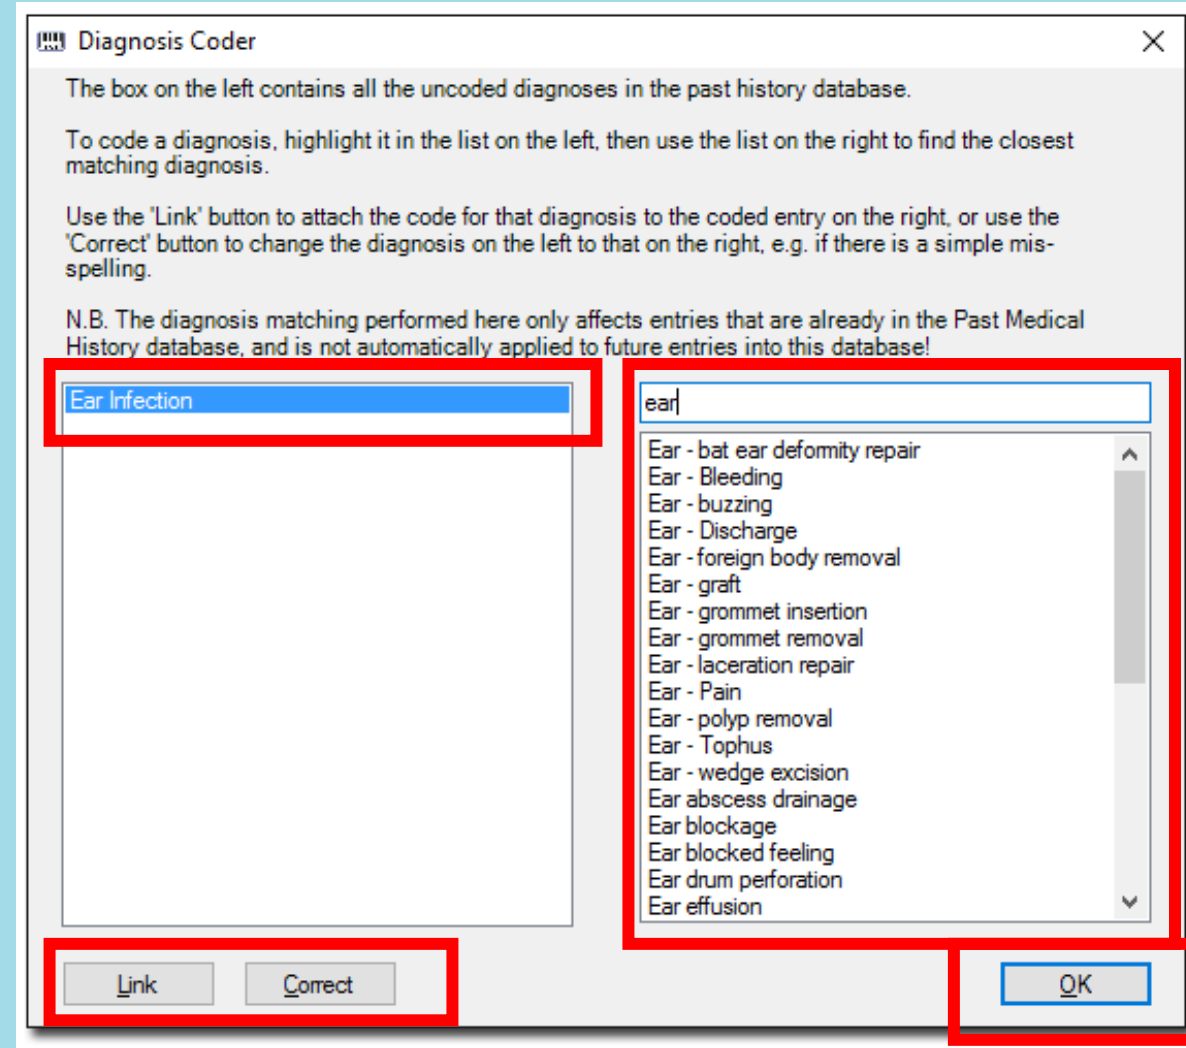 Diagnosis Coder
The box on the left contains all the uncoded diagnoses in the past history database.
To code a diagnosis, highlight it in the list on the left, then use the list on the right to find the closest
matching diagnosis.
Use the 'Link' button to attach the code for that diagnosis to the coded entry on the right, or use the
'Correct' button to change the diagnosis on the left to that on the right, e.g. if there is a simple mis-
spelling.
N.B. The diagnosis matching performed here only affects entries that are already in the Past Medical
History database, and is not automatically applied to future entries into this database!
Ear Infection
ear
Ear - bat ear deformity repair
Ear - Bleeding
Ear - buzzing
Ear - Discharge
Ear - foreign body removal
Ear - graft
Ear - grommet insertion
Ear - grommet removal
Ear - laceration repair
Ear - Pain
Ear - polyp removal
Ear - Tophus
Ear - wedge excision
Ear abscess drainage
Ear blockage
Ear blocked feeling
Ear drum perforation
Ear effusion
Link Correct OK